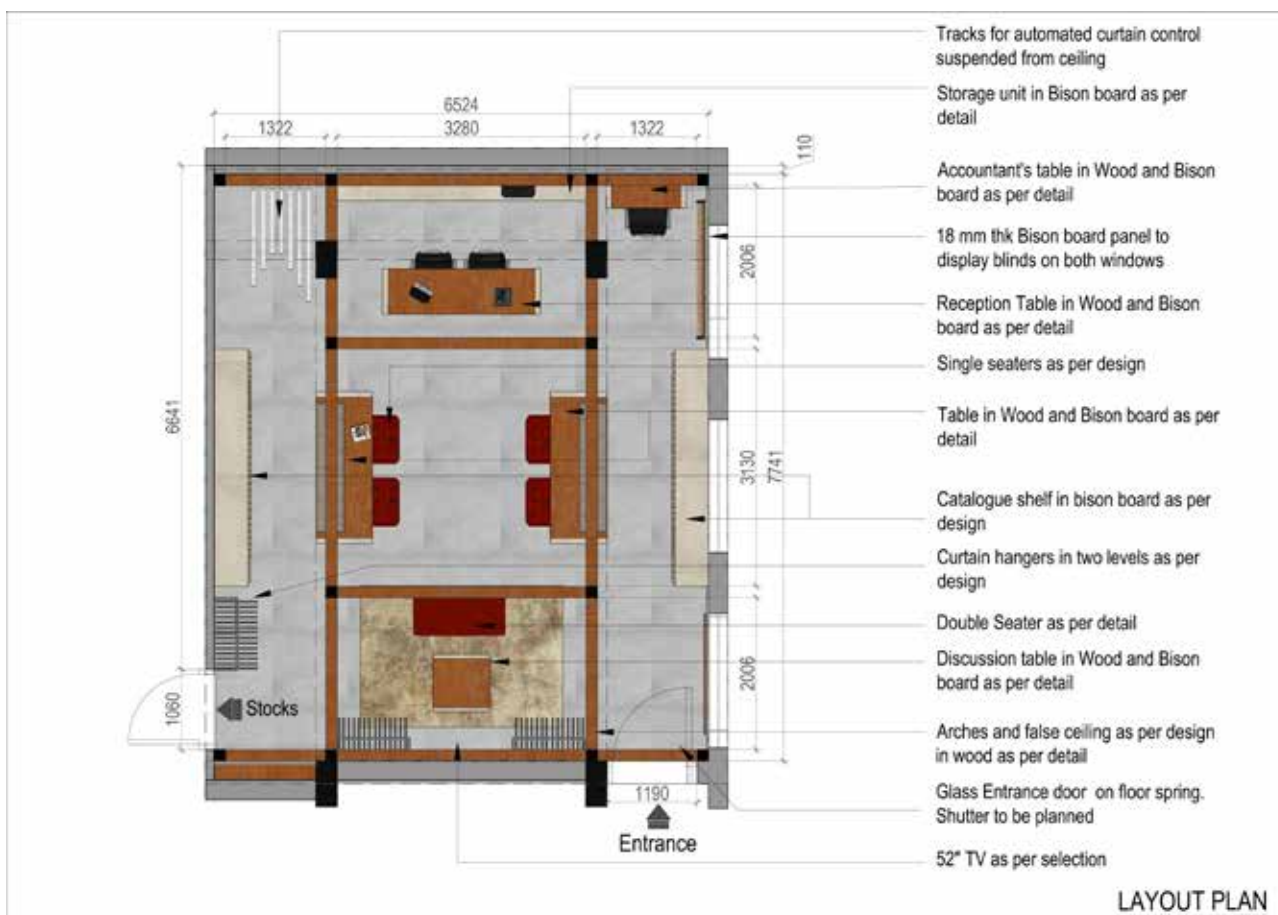 Tracks for automated curtain control
suspended from ceiling
Storage unit in Bison board as per
detail
6524
1322
3280
1322
110
Accountant's table in Wood and Bison
board as per detail
18 mm thk Bison board panel to
display blinds on both windows
2006
Reception Table in Wood and Bison
board as per detail
Single seaters as per design
6641
Table in Wood and Bison board as per
detail
3130
7741
Catalogue shelf in bison board as per
design
Curtain hangers in two levels as per
design
Double Seater as per detail
Discussion table in Wood and Bison
board as per detail
2006
1060
Stocks
Arches and false ceiling as per design
in wood as per detail
Glass Entrance door on floor spring.
Shutter to be planned
1190
Entrance
52" TV as per selection
LAYOUT PLAN